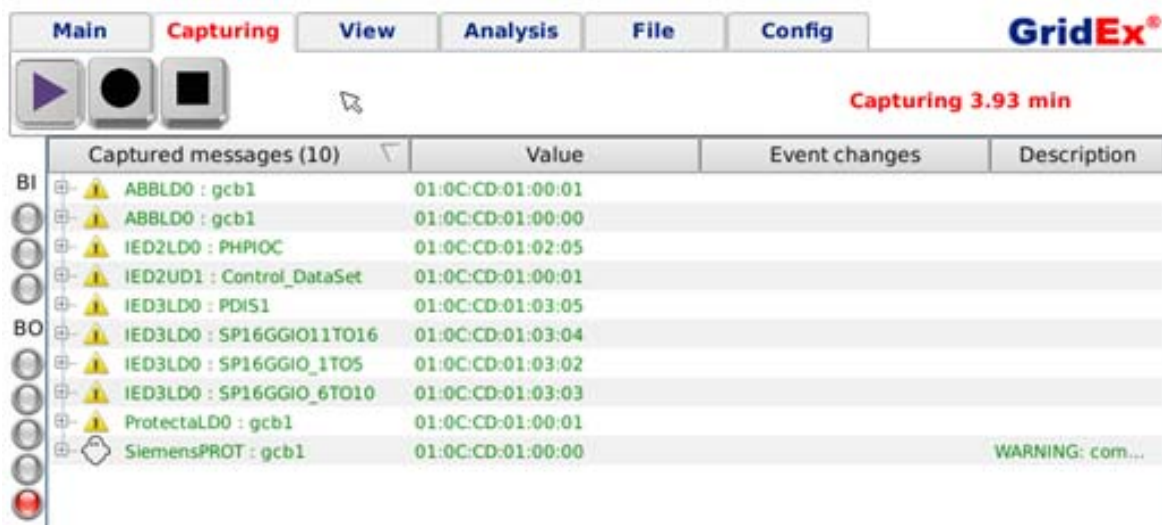 Main Capturing View Analysis File Config GridEx®
Capturing 3.93 min
Captured messages (10) Value Event changes Description
BI
ABBLD0 : gcb1 01:0C:CD:01:00:01
ABBLD0 : gcb1 01:0C:CD:01:00:00
IED2LD0 : PHPIOC 01:0C:CD:01:02:05
IED2UD1 : Control_DataSet 01:0C:CD:01:00:01
IED3LD0 : PDIS1 01:0C:CD:01:03:05
BO
IED3LD0 : SP16GGIO11TO16 01:0C:CD:01:03:04
IED3LD0 : SP16GGIO_1TO5 01:0C:CD:01:03:02
IED3LD0 : SP16GGIO_6TO10 01:0C:CD:01:03:03
ProtectaLD0 : gcb1 01:0C:CD:01:00:01
SiemensPROT : gcb1 01:0C:CD:01:00:00 WARNING: com...